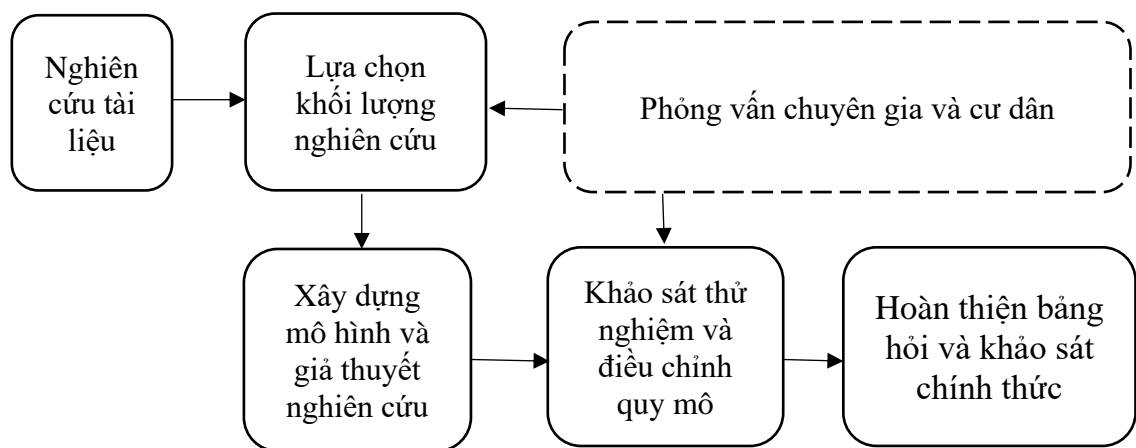 Nghiên
cứu tài
liệu
Lựa chọn
khối lượng
nghiên cứu
Phỏng vấn chuyên gia và cư dân
Xây dựng
mô hình và
giả thuyết
nghiên cứu
Khảo sát thử
nghiệm và
điều chỉnh
quy mô
Hoàn thiện bảng
hỏi và khảo sát
chính thức